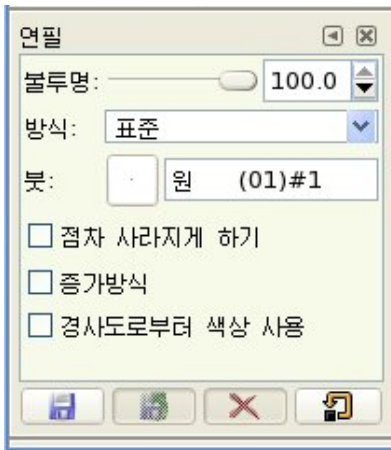 연필
불투명: 100.0
방식: 표준
붓: 원 (01)#1
점차 사라지게 하기
증가방식
경사도로부터 색상 사용